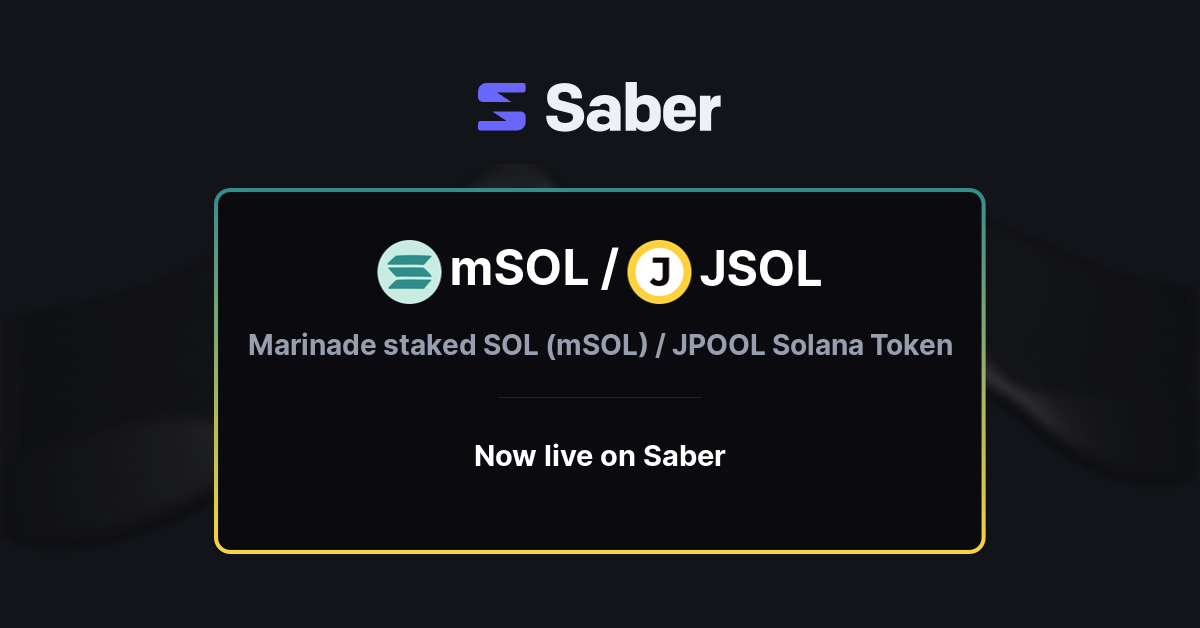 Saber
mSOL / J JSOL
Marinade staked SOL (mSOL) / JPOOL Solana Token
Now live on Saber